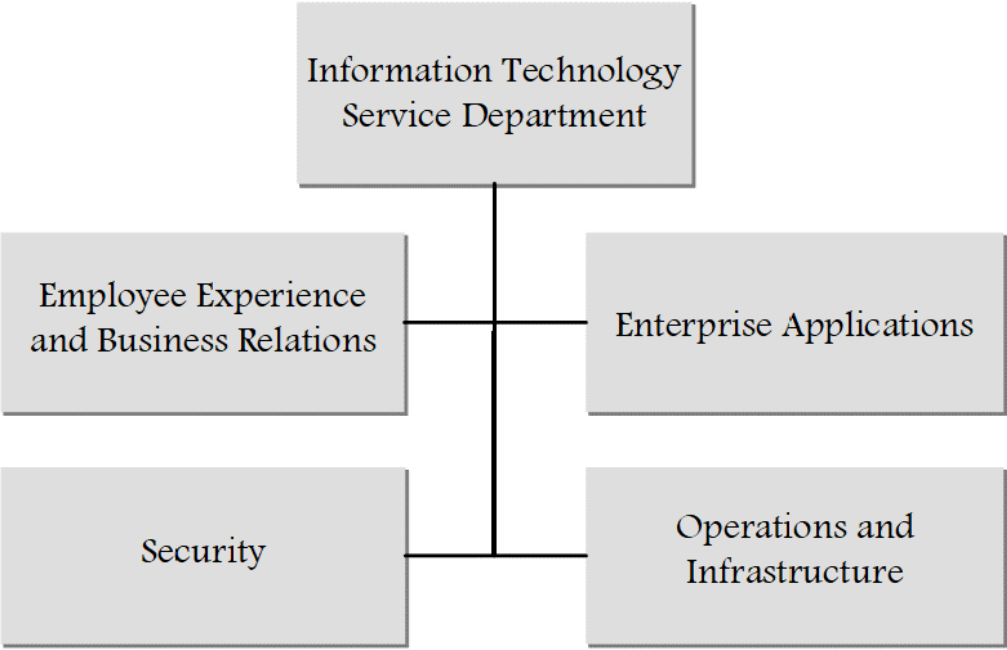 Information Technology
Service Department
Employee Experience
and Business Relations
Enterprise Applications
Security
Operations and
Infrastructure